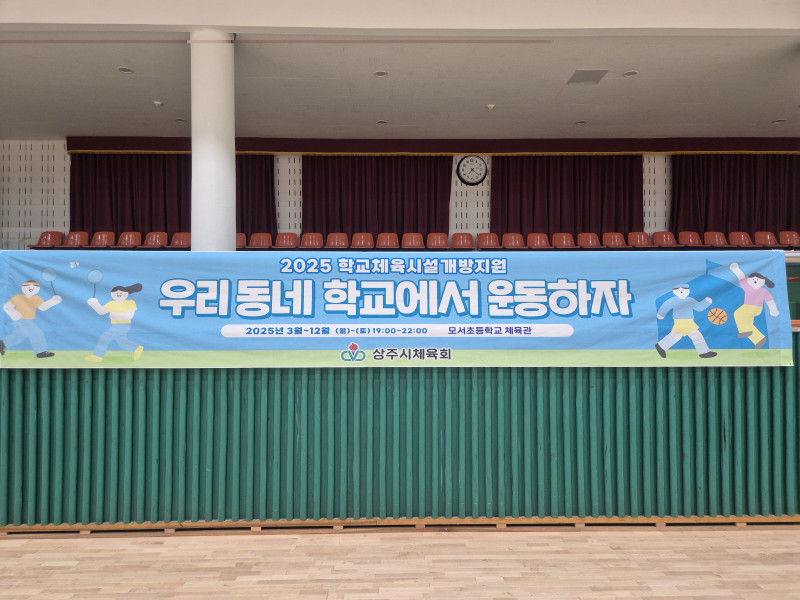 2025 학교체육시설개방지원
우리동네 학교에서 운동하자
2025년 3월~12월 (월)~(토) 19:00~22:00 모서초등학교 체육관
상주시체육회